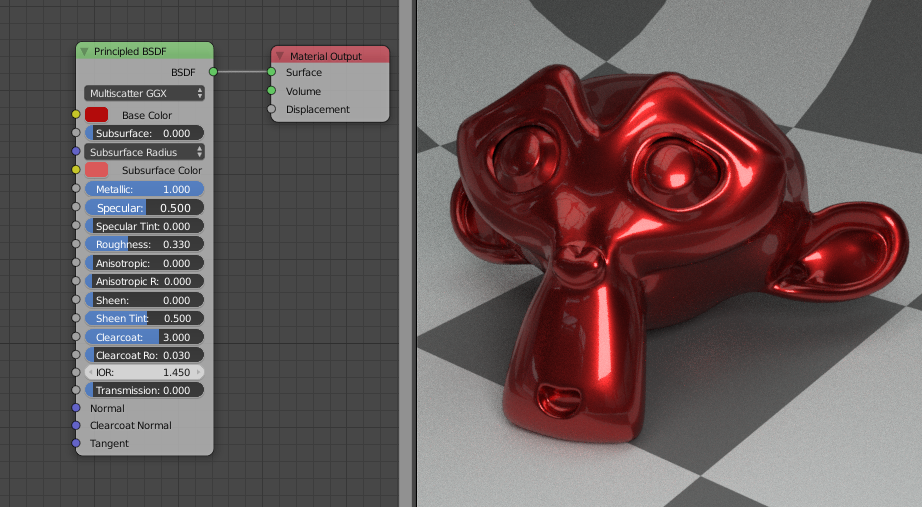 Principled BSDF
BSDF
Multiscatter GGX
Base Color
Subsurface: 0.000
Subsurface Radius
Subsurface Color
Metallic: 1.000
Specular: 0.500
Specular Tint: 0.000
Roughness: 0.330
Anisotropic: 0.000
Anisotropic R: 0.000
Sheen: 0.000
Sheen Tint: 0.500
Clearcoat: 3.000
Clearcoat Ro: 0.030
IOR: 1.450
Transmission: 0.000
Normal
Clearcoat Normal
Tangent
Material Output
Surface
Volume
Displacement